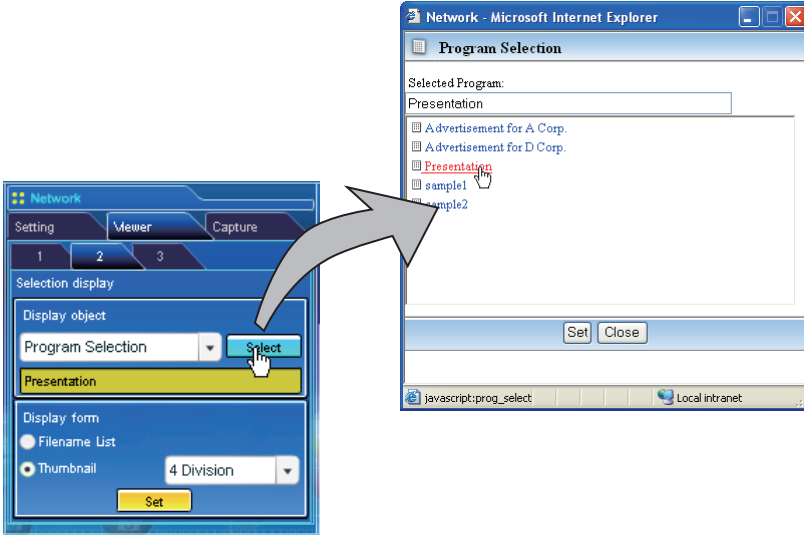 Network - Microsoft Internet Explorer
Program Selection
Selected Program:
Presentation
Advertisement for A Corp.
Advertisement for D Corp.
Presentation
sample1
sample2
Set Close
javascript:prog_select Local intranet
Network
Setting Viewer Capture
1 2 3
Selection display
Display object
Program Selection Select
Presentation
Display form
Filename List
Thumbnail 4 Division
Set